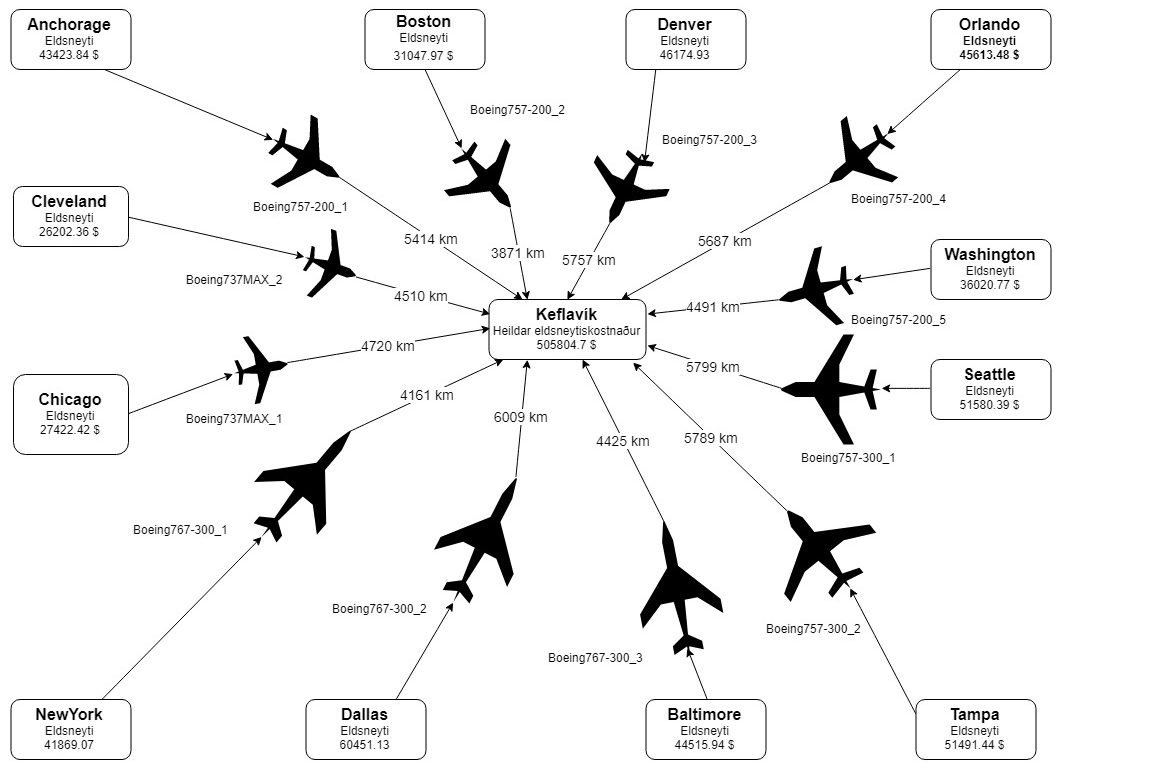 Anchorage
Eldsneyti
43423.84 $
Boston
Eldsneyti
31047.97 $
Denver
Eldsneyti
46174.93
Orlando
Eldsneyti
45613.48 $
Boeing757-200_2
Boeing757-200_3
Boeing757-200_1
Boeing757-200_4
Cleveland
Eldsneyti
26202.36 $
5414 km
3871 km
5757 km
5687 km
Washington
Eldsneyti
36020.77 $
Boeing737MAX_2
4510 km
4491 km
Boeing757-200_5
Keflavík
Heildar eldsneytiskostnaður
505804.7 $
4720 km
5799 km
Seattle
Eldsneyti
51580.39 $
Chicago
Eldsneyti
27422.42 $
Boeing737MAX_1
4161 km
6009 km
4425 km
5789 km
Boeing757-300_1
Boeing767-300_1
Boeing767-300_2
Boeing767-300_3
Boeing757-300_2
NewYork
Eldsneyti
41869.07
Dallas
Eldsneyti
60451.13
Baltimore
Eldsneyti
44515.94 $
Tampa
Eldsneyti
51491.44 $